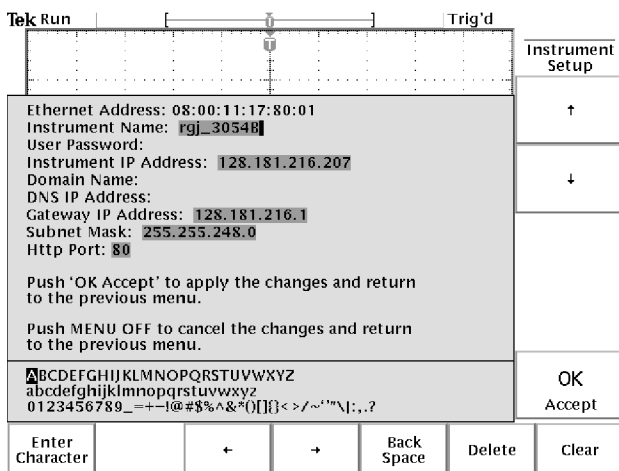 Tek Run
Trig'd
T
Instrument
Setup
↑
↓
Ethernet Address: 08:00:11:17:80:01
Instrument Name: rgj_3054B
User Password:
Instrument IP Address: 128.181.216.207
Domain Name:
DNS IP Address:
Gateway IP Address: 128.181.216.1
Subnet Mask: 255.255.248.0
Http Port: 80
Push ‘OK Accept’ to apply the changes and return
to the previous menu.
Push MENU OFF to cancel the changes and return
to the previous menu.
ABCDEFGHIJKLMNOPQRSTUVWXYZ
abcdefghijklmnopqrstuvwxyz
0123456789_=+−!@#$%^&*()[]{}<>/~‘’"\|:,.?
OK
Accept
Enter
Character
←
→
Back
Space
Delete
Clear